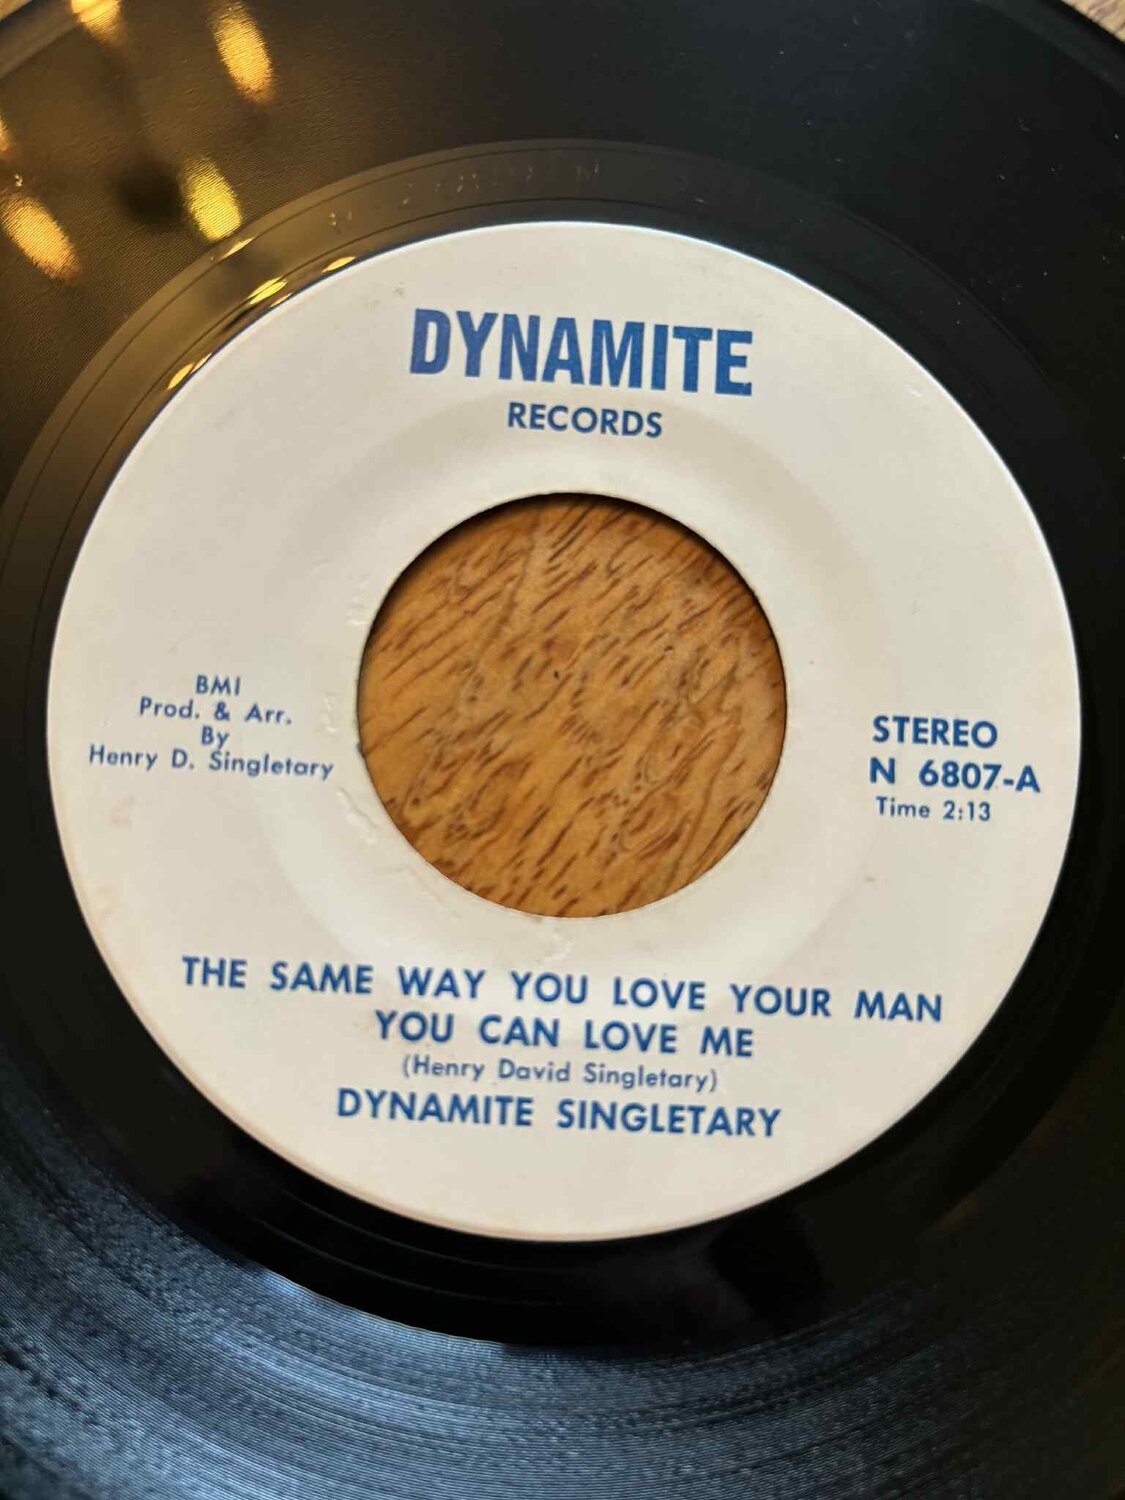 DYNAMITE
RECORDS
BMI
Prod. & Arr.
By
Henry D. Singletary
STEREO
N 6807-A
Time 2:13
THE SAME WAY YOU LOVE YOUR MAN
YOU CAN LOVE ME
(Henry David Singletary)
DYNAMITE SINGLETARY